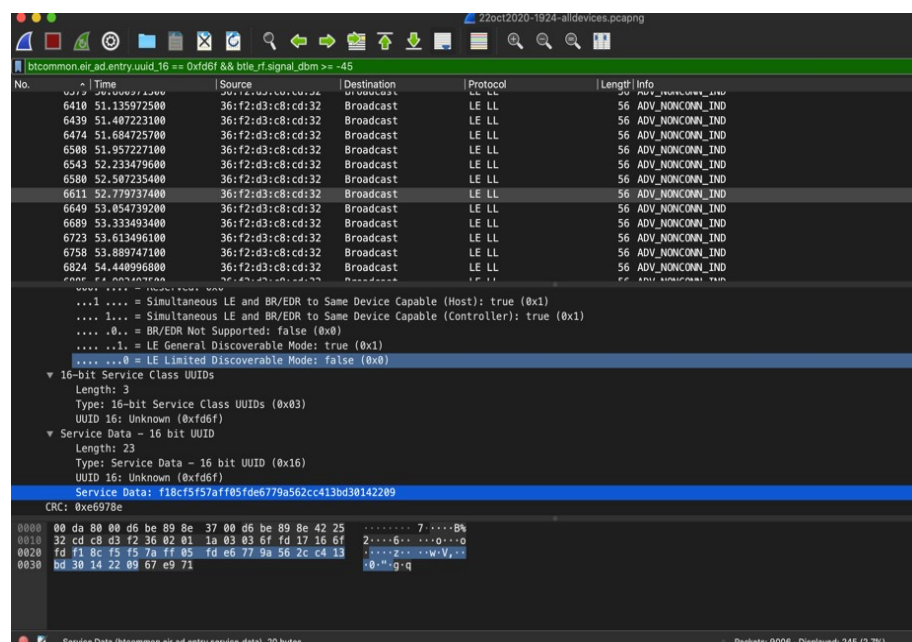 22oct2020-1924-alldevices.pcapng
btcommon.eir_ad.entry.uuid_16 == 0xfd6f && btle_rf.signal_dbm >= -45
No. Time Source Destination Protocol Length Info
6410 51.135972500 36:f2:d3:c8:cd:32 Broadcast LE LL 56 ADV_NONCONN_IND
6439 51.407223100 36:f2:d3:c8:cd:32 Broadcast LE LL 56 ADV_NONCONN_IND
6474 51.684725700 36:f2:d3:c8:cd:32 Broadcast LE LL 56 ADV_NONCONN_IND
6508 51.957227100 36:f2:d3:c8:cd:32 Broadcast LE LL 56 ADV_NONCONN_IND
6543 52.233479600 36:f2:d3:c8:cd:32 Broadcast LE LL 56 ADV_NONCONN_IND
6580 52.507235400 36:f2:d3:c8:cd:32 Broadcast LE LL 56 ADV_NONCONN_IND
6611 52.779737400 36:f2:d3:c8:cd:32 Broadcast LE LL 56 ADV_NONCONN_IND
6649 53.054739200 36:f2:d3:c8:cd:32 Broadcast LE LL 56 ADV_NONCONN_IND
6689 53.333493400 36:f2:d3:c8:cd:32 Broadcast LE LL 56 ADV_NONCONN_IND
6723 53.613496100 36:f2:d3:c8:cd:32 Broadcast LE LL 56 ADV_NONCONN_IND
6758 53.889747100 36:f2:d3:c8:cd:32 Broadcast LE LL 56 ADV_NONCONN_IND
6824 54.440996800 36:f2:d3:c8:cd:32 Broadcast LE LL 56 ADV_NONCONN_IND
...1 .... = Simultaneous LE and BR/EDR to Same Device Capable (Host): true (0x1)
.... 1... = Simultaneous LE and BR/EDR to Same Device Capable (Controller): true (0x1)
.... .0.. = BR/EDR Not Supported: false (0x0)
.... ..1. = LE General Discoverable Mode: true (0x1)
.... ...0 = LE Limited Discoverable Mode: false (0x0)
16-bit Service Class UUIDs
Length: 3
Type: 16-bit Service Class UUIDs (0x03)
UUID 16: Unknown (0xfd6f)
Service Data - 16 bit UUID
Length: 23
Type: Service Data - 16 bit UUID (0x16)
UUID 16: Unknown (0xfd6f)
Service Data: f18cf5f57aff05fde6779a562cc413bd30142209
CRC: 0xe6978e
0000 00 da 80 00 d6 be 89 8e 37 00 d6 be 89 8e 42 25 ········ 7·····B%
0010 32 cd c8 d3 f2 36 02 01 1a 03 03 6f fd 17 16 6f 2····6·· ···o···o
0020 fd f1 8c f5 f5 7a ff 05 fd e6 77 9a 56 2c c4 13 ·····z·· ··w·V,··
0030 bd 30 14 22 09 67 e9 71 ·0·"·g·q
Service Data (btcommon.eir_ad.entry.service_data), 20 bytes